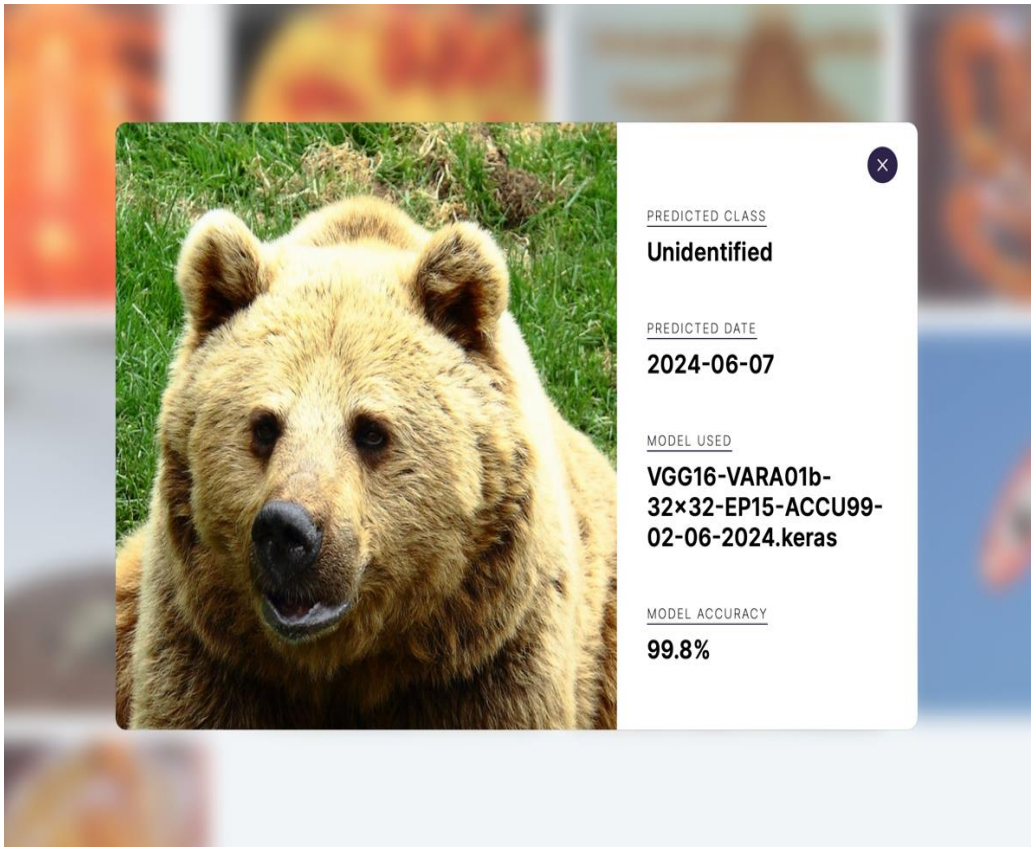 X
PREDICTED CLASS
Unidentified
PREDICTED DATE
2024-06-07
MODEL USED
VGG16-VARA01b-
32×32-EP15-ACCU99-
02-06-2024.keras
MODEL ACCURACY
99.8%